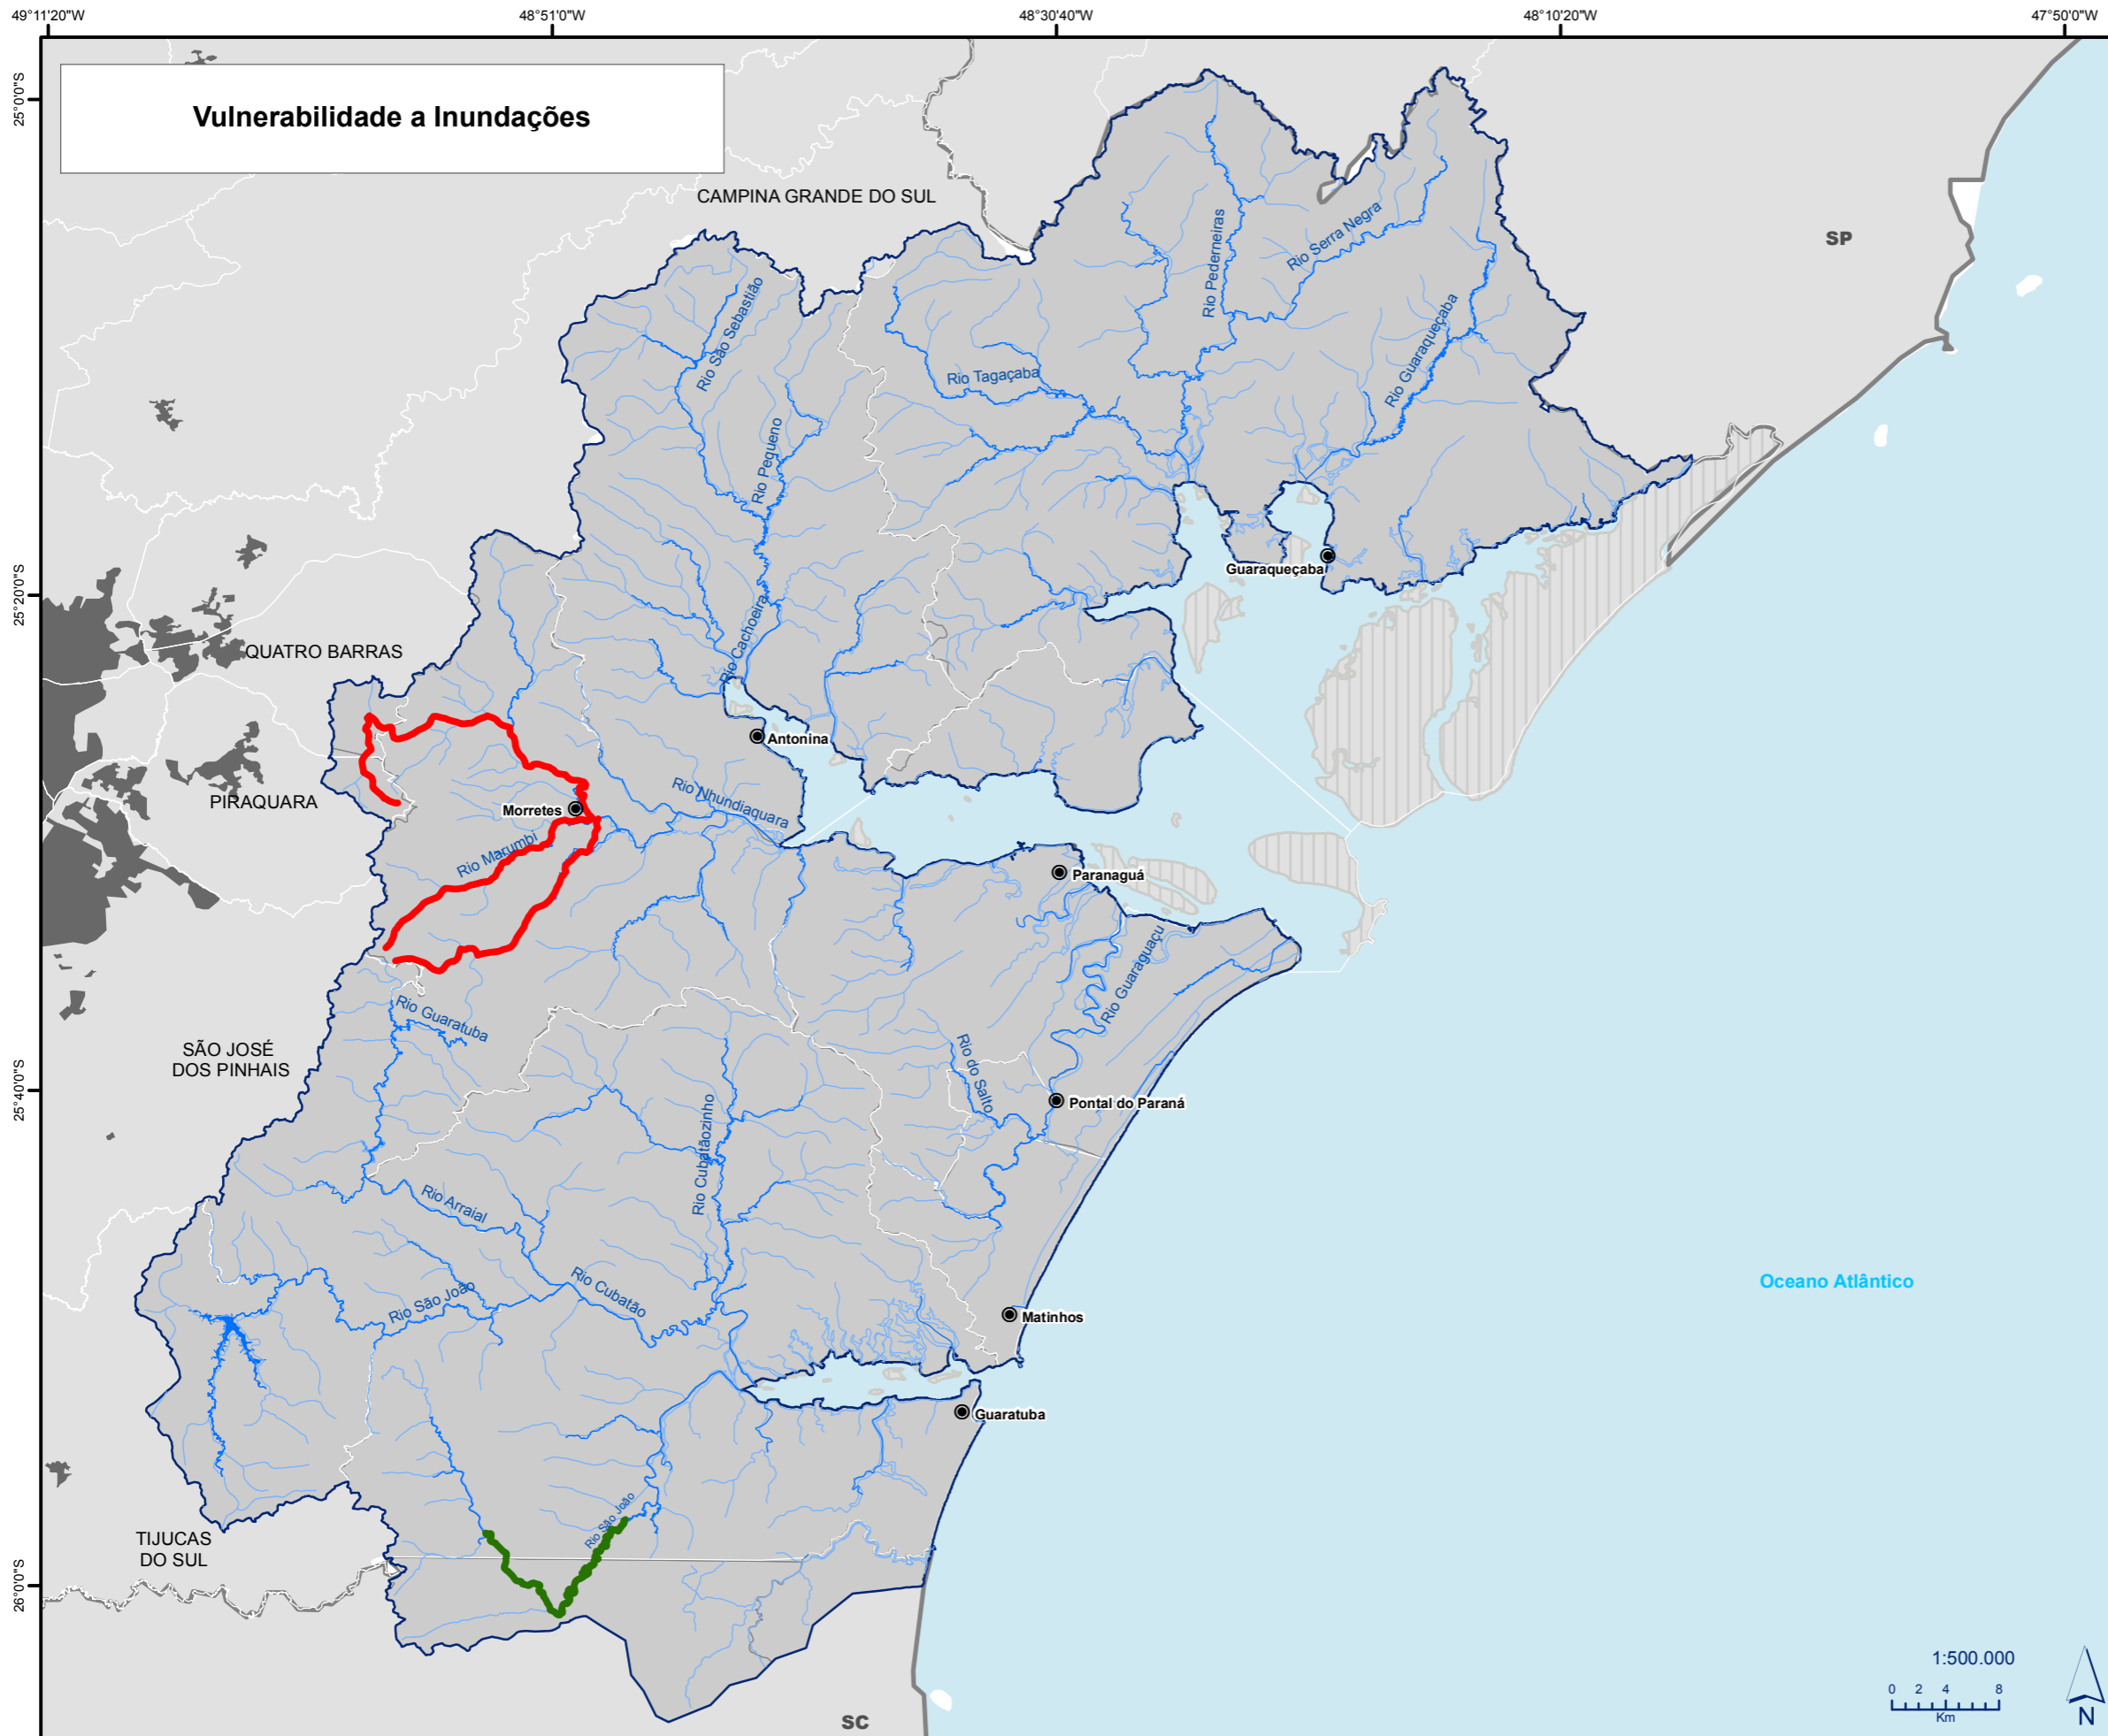 49°11'20"W
48°51'0"W
48°30'40"W
48°10'20"W
47°50'0"W
25°0'0"S
Vulnerabilidade a Inundações
CAMPINA GRANDE DO SUL
SP
Rio Pederneiras
Rio Serra Negra
Rio São Sebastião
Rio Guaraqueçaba
Rio Tagaçaba
Rio Pequeno
Guaraqueçaba
25°20'0"S
Rio Cachoeira
QUATRO BARRAS
Antonina
Rio Nhundiaquara
PIRAQUARA
Morretes
Rio Marumbi
Paranaguá
Rio Guaraguaçu
Rio Guaratuba
SÃO JOSÉ
DOS PINHAIS
Rio do Salto
25°40'0"S
Pontal do Paraná
Rio Cubatãozinho
Rio Arraial
Rio Cubatão
Rio São João
Oceano Atlântico
Matinhos
Guaratuba
Rio São João
TIJUCAS
DO SUL
26°0'0"S
1:500.000
0 2 4 8
Km
N
SC